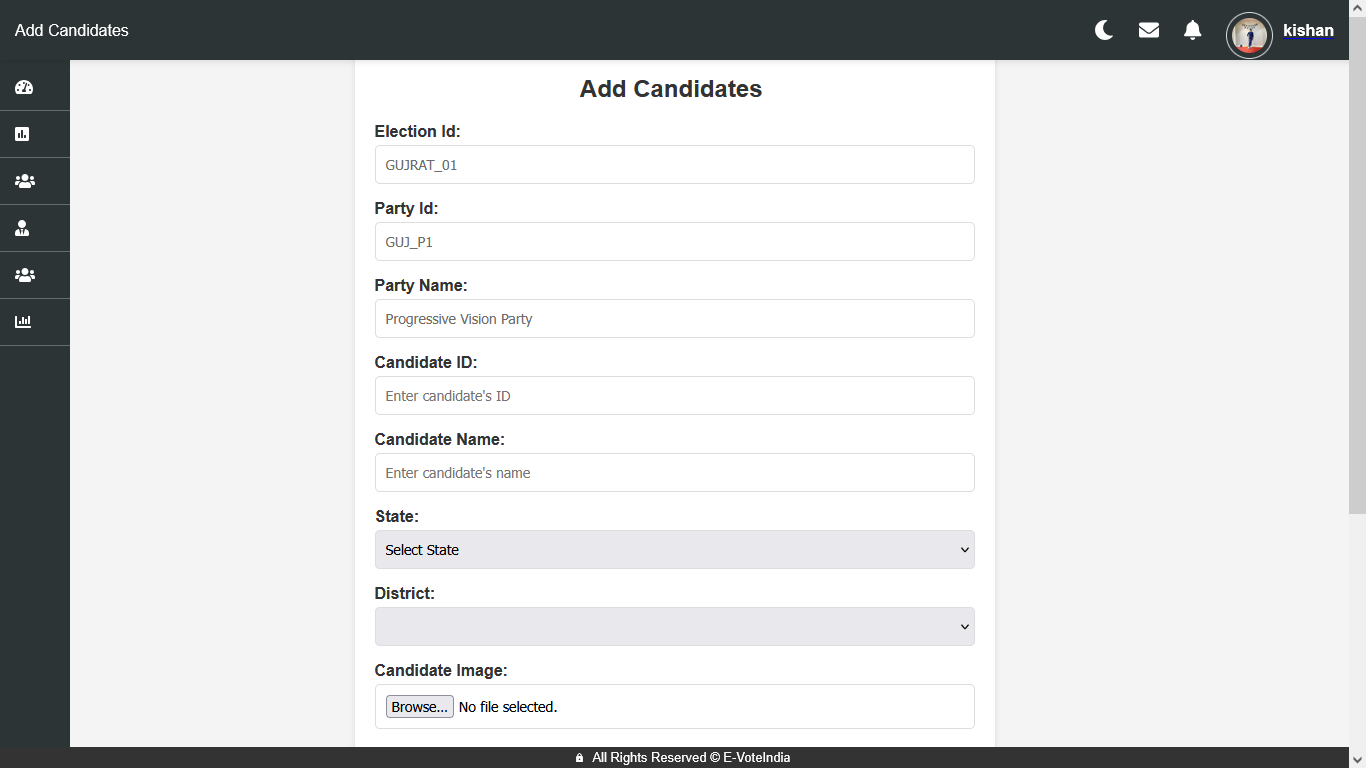 Add Candidates
kishan
Add Candidates
Election Id:
GUJRAT_01
Party Id:
GUJ_P1
Party Name:
Progressive Vision Party
Candidate ID:
Enter candidate's ID
Candidate Name:
Enter candidate's name
State:
Select State
District:
Candidate Image:
Browse... No file selected.
All Rights Reserved © E-VoteIndia